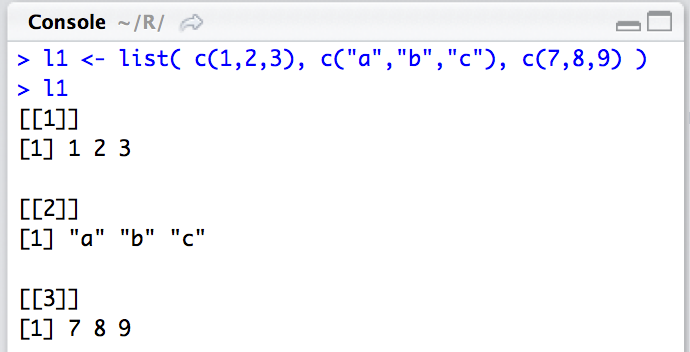 Console ~/R/
> l1 <- list( c(1,2,3), c("a","b","c"), c(7,8,9) )
> l1
[[1]]
[1] 1 2 3
[[2]]
[1] "a" "b" "c"
[[3]]
[1] 7 8 9